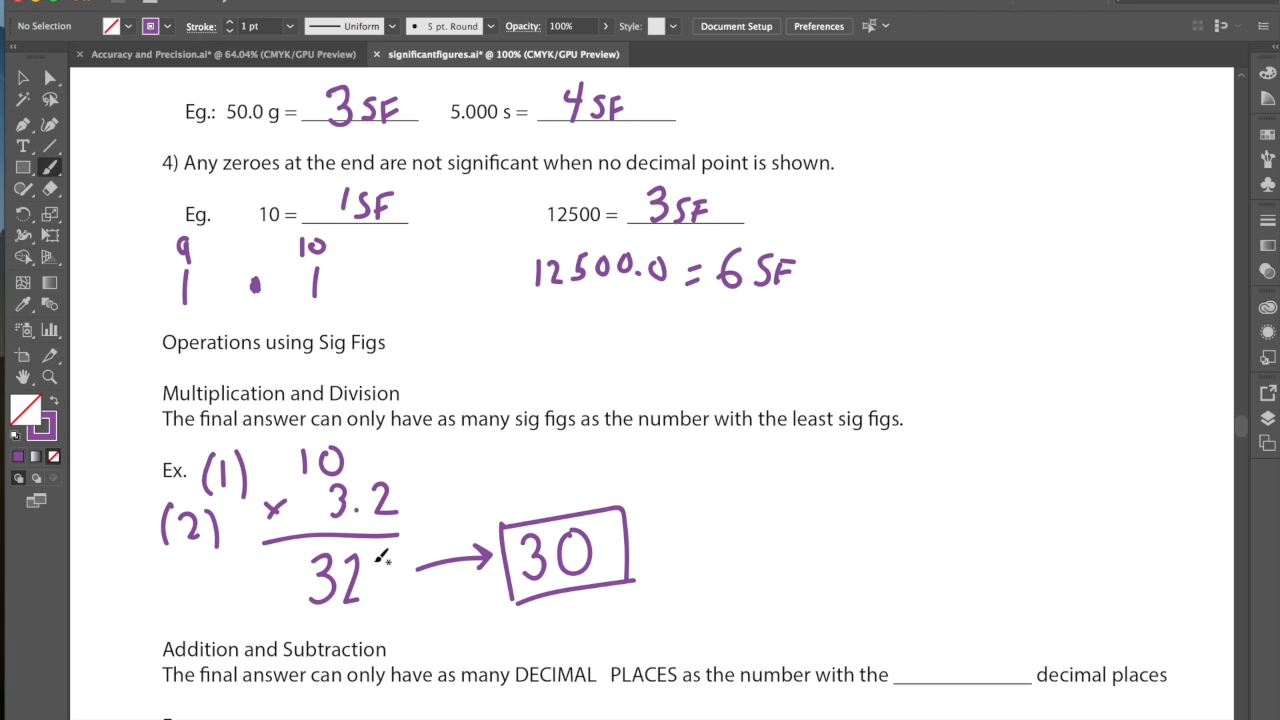 No Selection Stroke: 1 pt Uniform 5 pt. Round Opacity: 100% Style: Document Setup Preferences
Accuracy and Precision.ai* @ 64.04% (CMYK/GPU Preview) significantfigures.ai* @ 100% (CMYK/GPU Preview)
Eg.: 50.0 g = 3 SF 5.000 s = 4 SF
4) Any zeroes at the end are not significant when no decimal point is shown.
Eg. 10 = 1 SF 12500 = 3 SF
9 10 12500.0 = 6 SF
Operations using Sig Figs
Multiplication and Division
The final answer can only have as many sig figs as the number with the least sig figs.
Ex. (1) 10
(2) × 3.2
32 → 30
Addition and Subtraction
The final answer can only have as many DECIMAL PLACES as the number with the ____________ decimal places